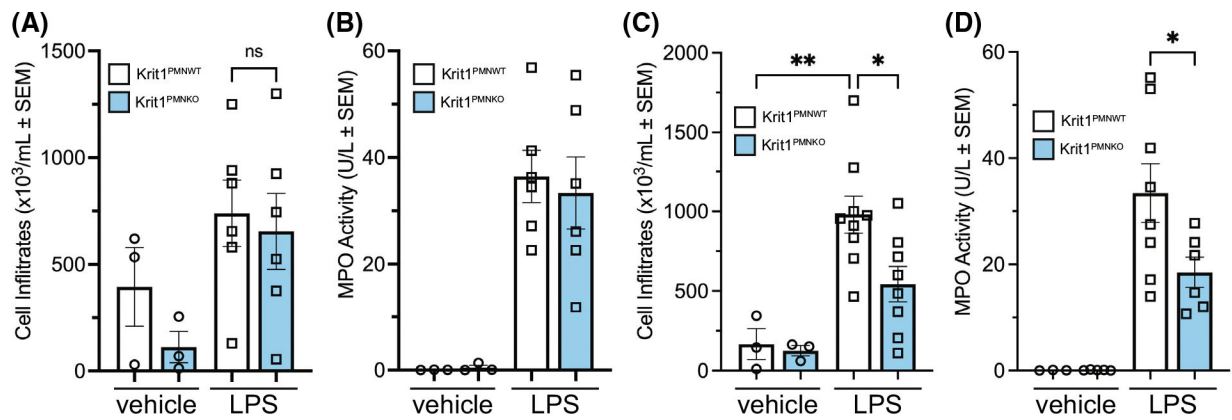 (A)
Cell Inflitrates (x10³/mL ± SEM)
1500
1000
500
0
Krit1ᴾᴹᴺᵂᵀ
Krit1ᴾᴹᴺᴷᴼ
ns
vehicle
LPS
(B)
MPO Activity (U/L ± SEM)
60
40
20
0
Krit1ᴾᴹᴺᵂᵀ
Krit1ᴾᴹᴺᴷᴼ
vehicle
LPS
(C)
Cell Inflitrates (x10³/mL ± SEM)
2000
1500
1000
500
0
Krit1ᴾᴹᴺᵂᵀ
Krit1ᴾᴹᴺᴷᴼ
**
*
vehicle
LPS
(D)
MPO Activity (U/L ± SEM)
60
40
20
0
Krit1ᴾᴹᴺᵂᵀ
Krit1ᴾᴹᴺᴷᴼ
*
vehicle
LPS